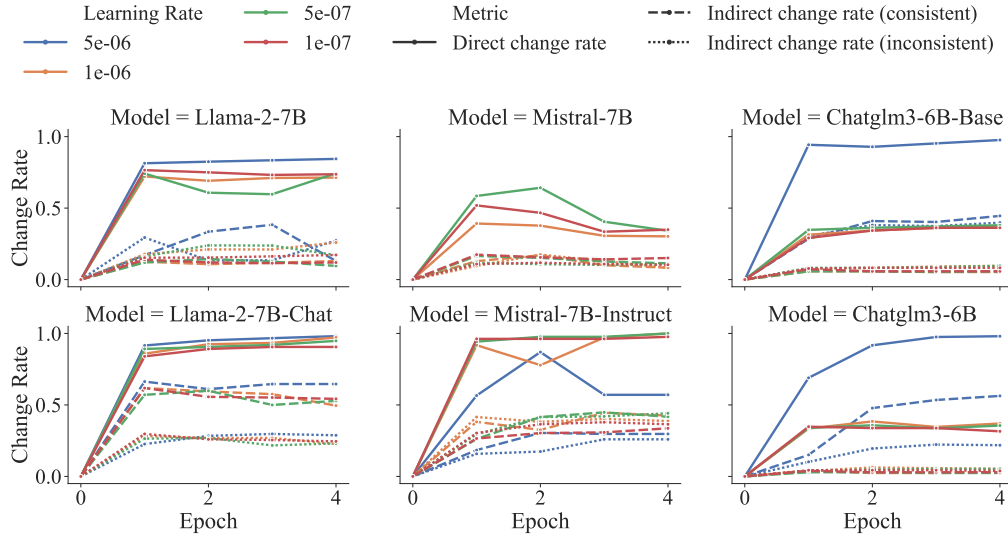 Learning Rate
5e-06
1e-06
5e-07
1e-07
Metric
Direct change rate
Indirect change rate (consistent)
Indirect change rate (inconsistent)
Model = Llama-2-7B
Model = Mistral-7B
Model = Chatglm3-6B-Base
Change Rate
1.0
0.5
0.0
Model = Llama-2-7B-Chat
Model = Mistral-7B-Instruct
Model = Chatglm3-6B
Change Rate
1.0
0.5
0.0
0 2 4
0 2 4
0 2 4
Epoch
Epoch
Epoch